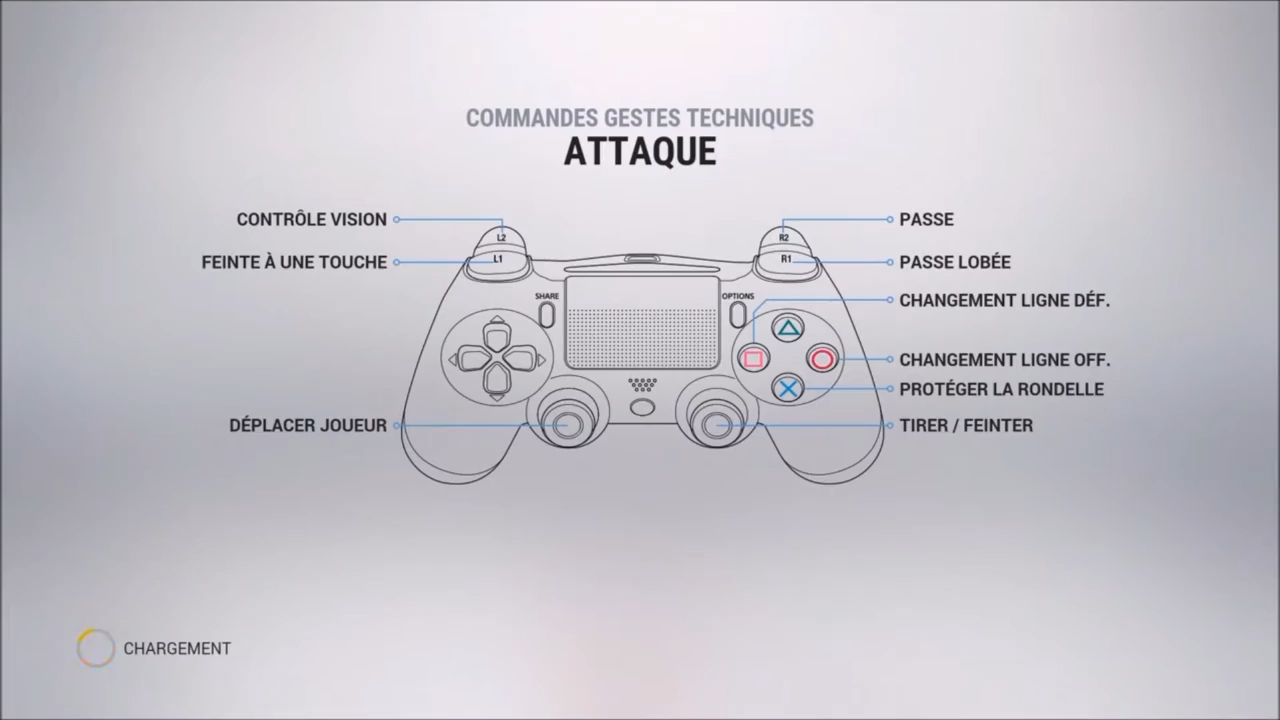 COMMANDES GESTES TECHNIQUES
ATTAQUE
CONTRÔLE VISION
PASSE
L2
R2
FEINTE À UNE TOUCHE
L1
R1
PASSE LOBÉE
SHARE
OPTIONS
CHANGEMENT LIGNE DÉF.
CHANGEMENT LIGNE OFF.
PROTÉGER LA RONDELLE
DÉPLACER JOUEUR
TIRER / FEINTER
CHARGEMENT